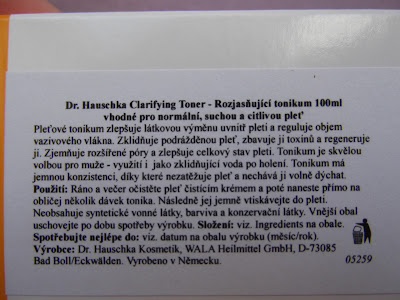 Dr. Hauschka Clarifying Toner - Rozjasňující tonikum 100ml
vhodné pro normální, suchou a citlivou pleť
Pleťové tonikum zlepšuje látkovou výměnu uvnitř pleti a reguluje objem
vazivového vlákna. Zklidňuje podrážděnou pleť, zbavuje jí toxinů a regeneruje
jí. Zjemňuje rozšířené póry a zlepšuje celkový stav pleti. Tonikum je skvělou
volbou pro muže - využití i jako zklidňující voda po holení. Tonikum má
jemnou konzistenci, díky které nezatěžuje pleť a nechává jí volně dýchat.
Použití: Ráno a večer očistěte pleť čistícím krémem a poté naneste přímo na
obličej několik dávek tonika. Následně jej jemně vtiskávejte do pleti.
Neobsahuje syntetické vonné látky, barviva a konzervační látky. Vnější obal
uschovejte po dobu spotřeby výrobku. Složení: viz. Ingredients na obale.
Spotřebujte nejlépe do: viz. datum na obalu výrobku (měsíc/rok).
Výrobce: Dr. Hauschka Kosmetik, WALA Heilmittel GmbH, D-73085
Bad Boll/Eckwälden. Vyrobeno v Německu. 05259